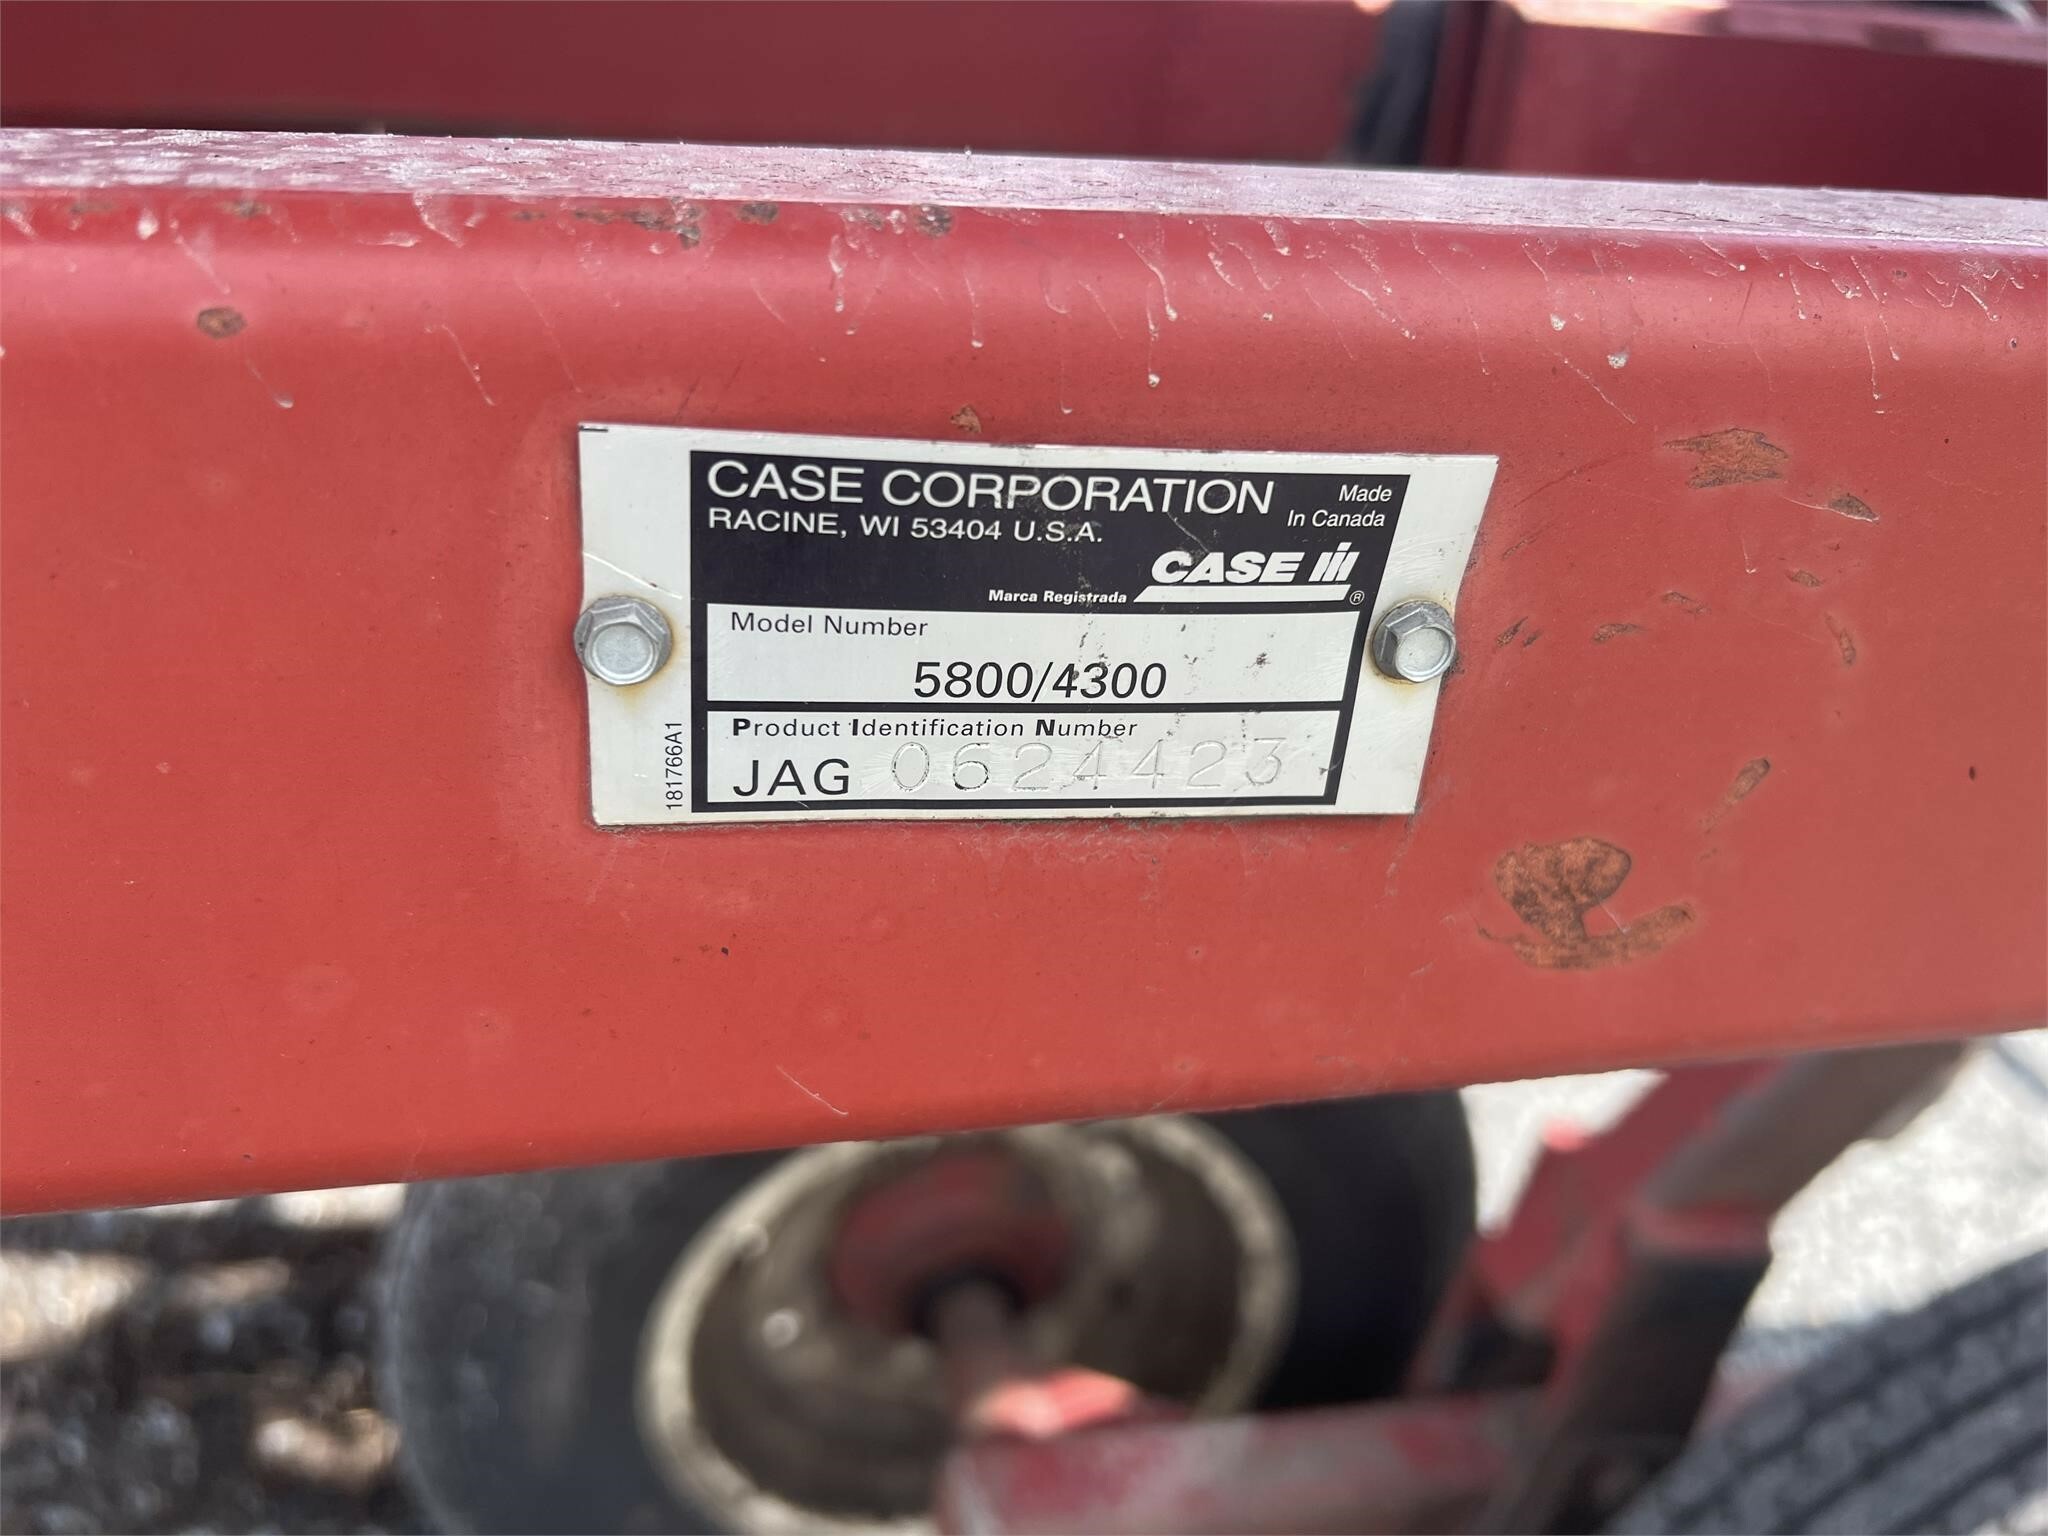 CASE CORPORATION
RACINE, WI 53404 U.S.A.
Made
In Canada
CASE IH
Marca Registrada ®
Model Number
5800/4300
Product Identification Number
JAG 0624423
181766A1